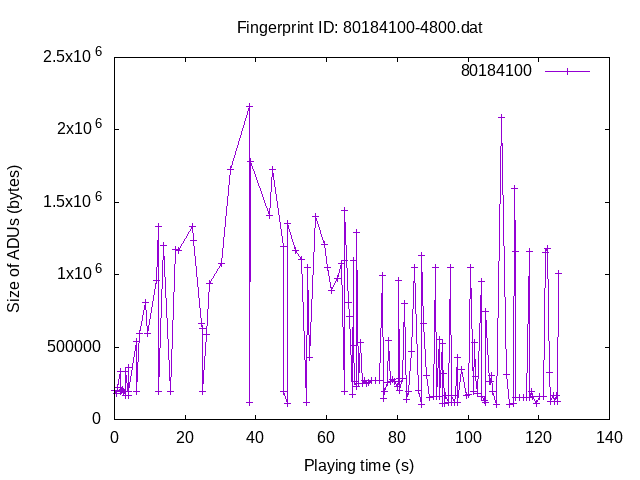 Fingerprint ID: 80184100-4800.dat
80184100
2.5x10^6
2x10^6
1.5x10^6
1x10^6
500000
0
Size of ADUs (bytes)
0 20 40 60 80 100 120 140
Playing time (s)